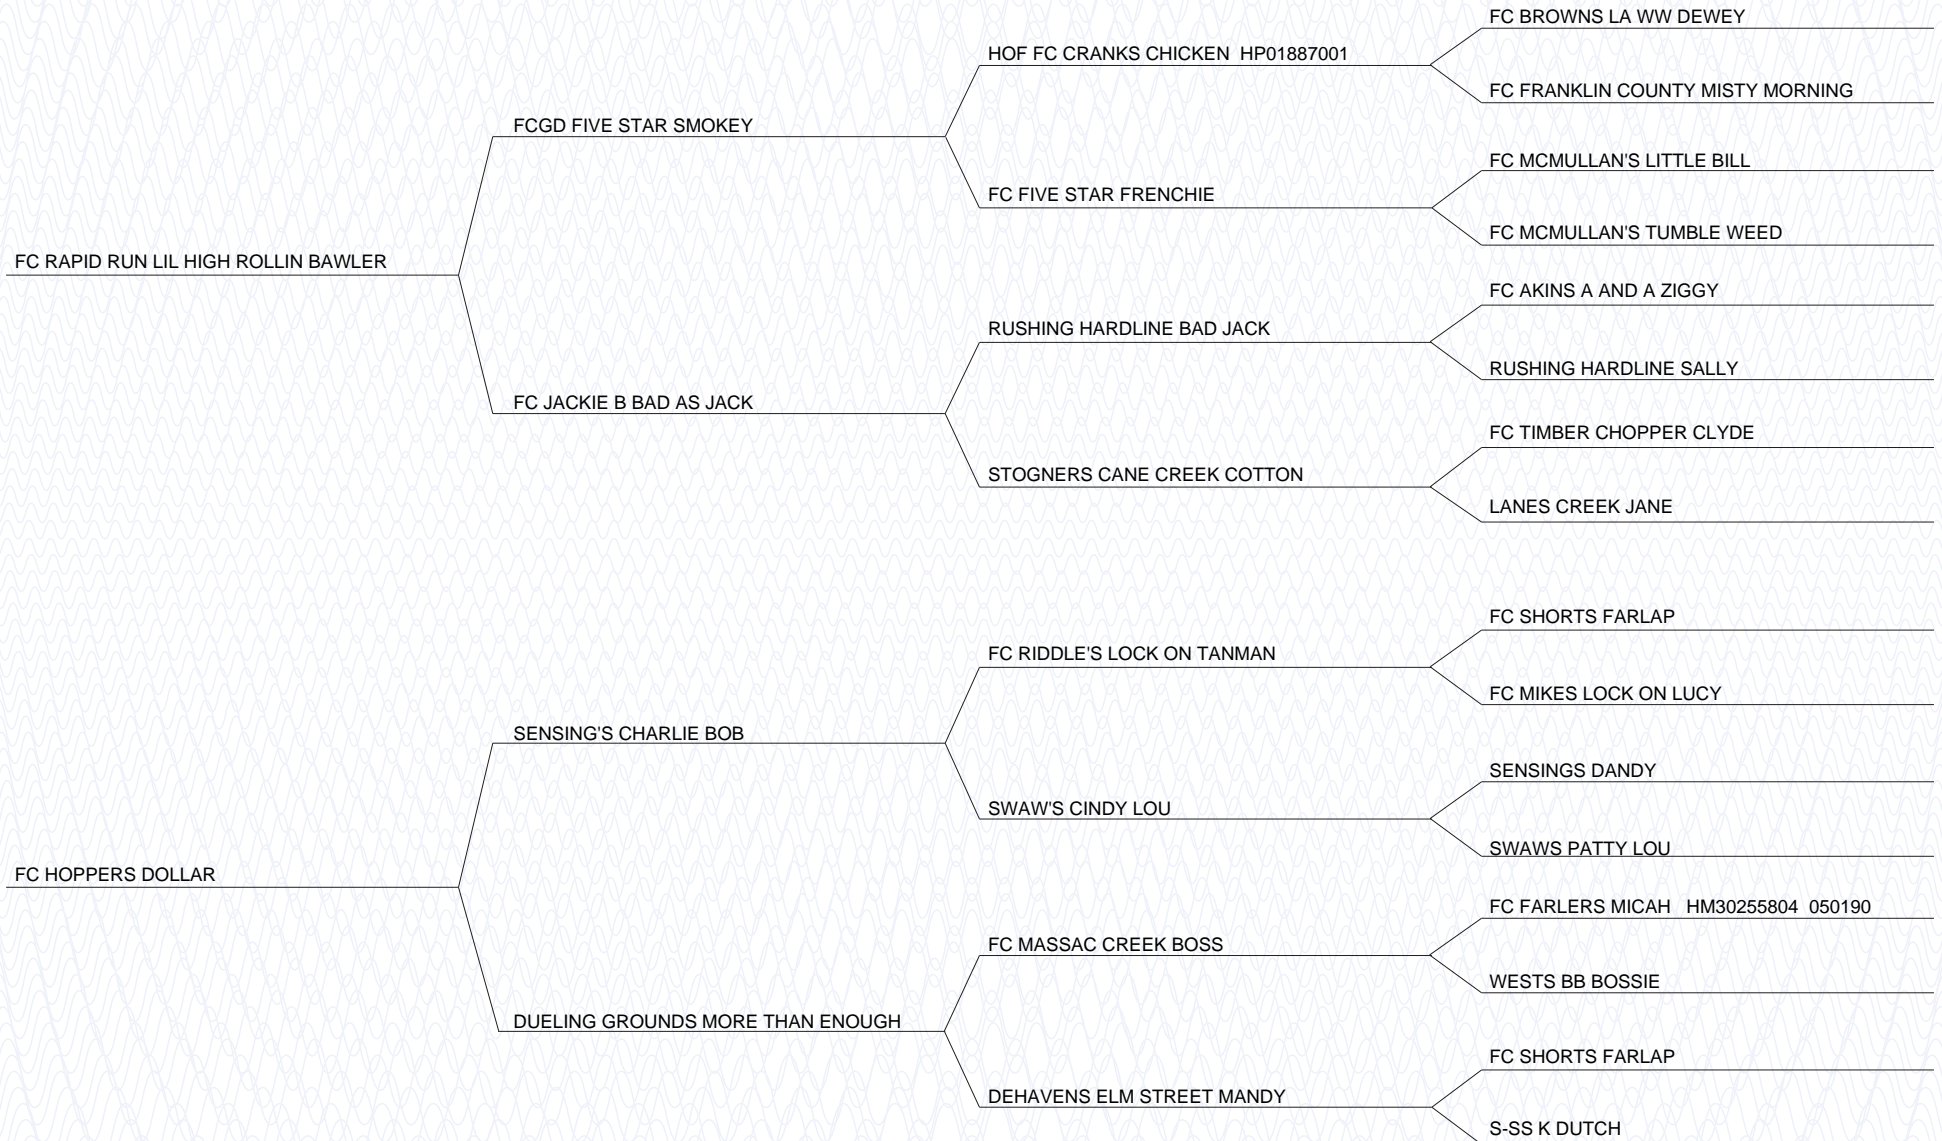 FC BROWNS LA WW DEWEY
HOF FC CRANKS CHICKEN  HP01887001
FC FRANKLIN COUNTY MISTY MORNING
FCGD FIVE STAR SMOKEY
FC MCMULLAN'S LITTLE BILL
FC FIVE STAR FRENCHIE
FC MCMULLAN'S TUMBLE WEED
FC RAPID RUN LIL HIGH ROLLIN BAWLER
FC AKINS A AND A ZIGGY
RUSHING HARDLINE BAD JACK
RUSHING HARDLINE SALLY
FC JACKIE B BAD AS JACK
FC TIMBER CHOPPER CLYDE
STOGNERS CANE CREEK COTTON
LANES CREEK JANE
FC SHORTS FARLAP
FC RIDDLE'S LOCK ON TANMAN
FC MIKES LOCK ON LUCY
SENSING'S CHARLIE BOB
SENSINGS DANDY
SWAW'S CINDY LOU
SWAWS PATTY LOU
FC HOPPERS DOLLAR
FC FARLERS MICAH   HM30255804  050190
FC MASSAC CREEK BOSS
WESTS BB BOSSIE
DUELING GROUNDS MORE THAN ENOUGH
FC SHORTS FARLAP
DEHAVENS ELM STREET MANDY
S-SS K DUTCH